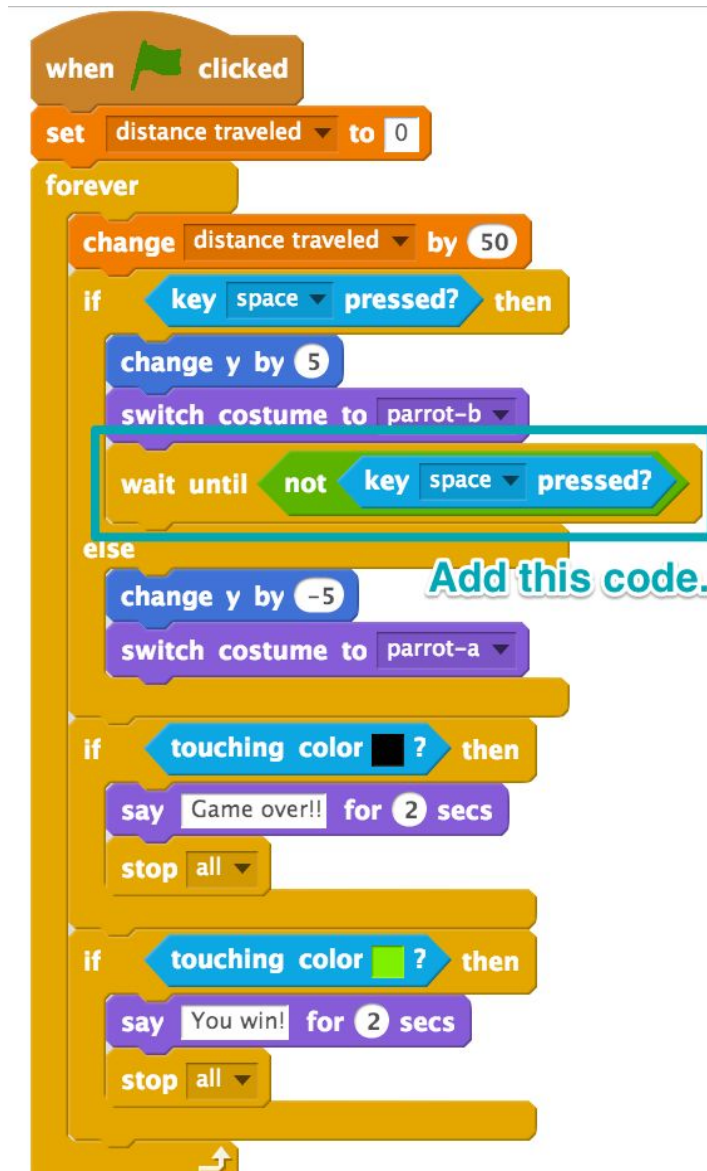 when clicked
set distance traveled to 0
forever
change distance traveled by 50
if key space pressed? then
change y by 5
switch costume to parrot-b
wait until not key space pressed?
else
Add this code.
change y by -5
switch costume to parrot-a
if touching color ? then
say Game over!! for 2 secs
stop all
if touching color ? then
say You win! for 2 secs
stop all